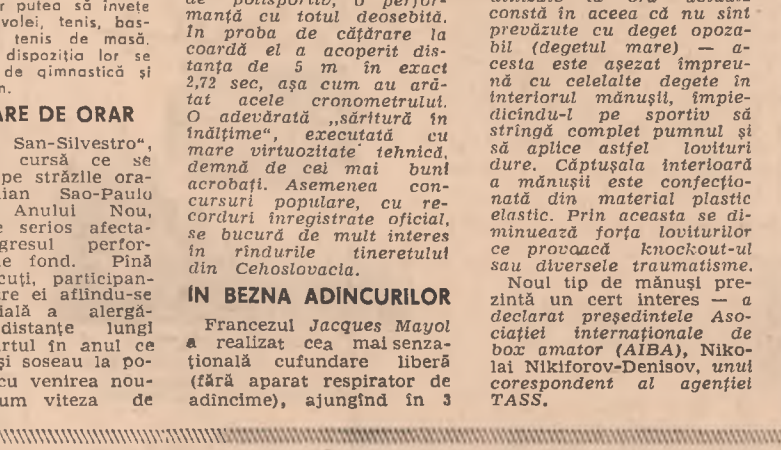 r putea să învețe
volei, tenis, bas-
tenis de masă.
dispoziția lor se
de gimnastică și
n.
ARE DE ORAR
San-Silvestro“,
cursă ce se
pe străzile ora-
lian Sao-Paulo
Anului Nou,
e serios afecta-
gresul perfor-
e fond. Pînă
cuți, participan-
re ei aflîndu-se
ială a alergă-
distanțe lungi
artul în anul ce
și soseau la po-
cu venirea nou-
um viteza de
de polisportiv, o perfor-
manță cu totul deosebită.
În proba de cățărare la
coardă el a acoperit dis-
tanța de 5 m în exact
2,72 sec, așa cum au ară-
tat acele cronometrului.
O adevărată „săritură în
înălțime“, executată cu
mare virtuozitate tehnică,
demnă de cei mai buni
acrobați. Asemenea con-
cursuri populare, cu re-
corduri înregistrate oficial,
se bucură de mult interes
în rîndurile tineretului
din Cehoslovacia.
ÎN BEZNA ADÎNCURILOR
Francezul Jacques Mayol
a realizat cea mai senza-
țională cufundare liberă
(fără aparat respirator de
adîncime), ajungînd în 3
constă în aceea că nu sînt
prevăzute cu deget opoza-
bil (degetul mare) — a-
cesta este așezat împreu-
nă cu celelalte degete în
interiorul mănușii, împie-
dicîndu-l pe sportiv să
strîngă complet pumnul și
să aplice astfel lovituri
dure. Căptușala interioară
a mănușii este confecțio-
nată din material plastic
elastic. Prin aceasta se di-
minuează forța loviturilor
ce provoacă knockout-ul
sau diversele traumatisme.
Noul tip de mănuși pre-
zintă un cert interes — a
declarat președintele Aso-
ciației internaționale de
box amator (AIBA), Niko-
lai Nikiforov-Denisov, unui
corespondent al agenției
TASS.